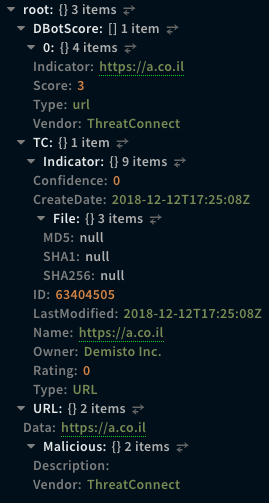 root: {} 3 items
DBotScore: [] 1 item
0: {} 4 items
Indicator: https://a.co.il
Score: 3
Type: url
Vendor: ThreatConnect
TC: {} 1 item
Indicator: {} 9 items
Confidence: 0
CreateDate: 2018-12-12T17:25:08Z
File: {} 3 items
MD5: null
SHA1: null
SHA256: null
ID: 63404505
LastModified: 2018-12-12T17:25:08Z
Name: https://a.co.il
Owner: Demisto Inc.
Rating: 0
Type: URL
URL: {} 2 items
Data: https://a.co.il
Malicious: {} 2 items
Description:
Vendor: ThreatConnect